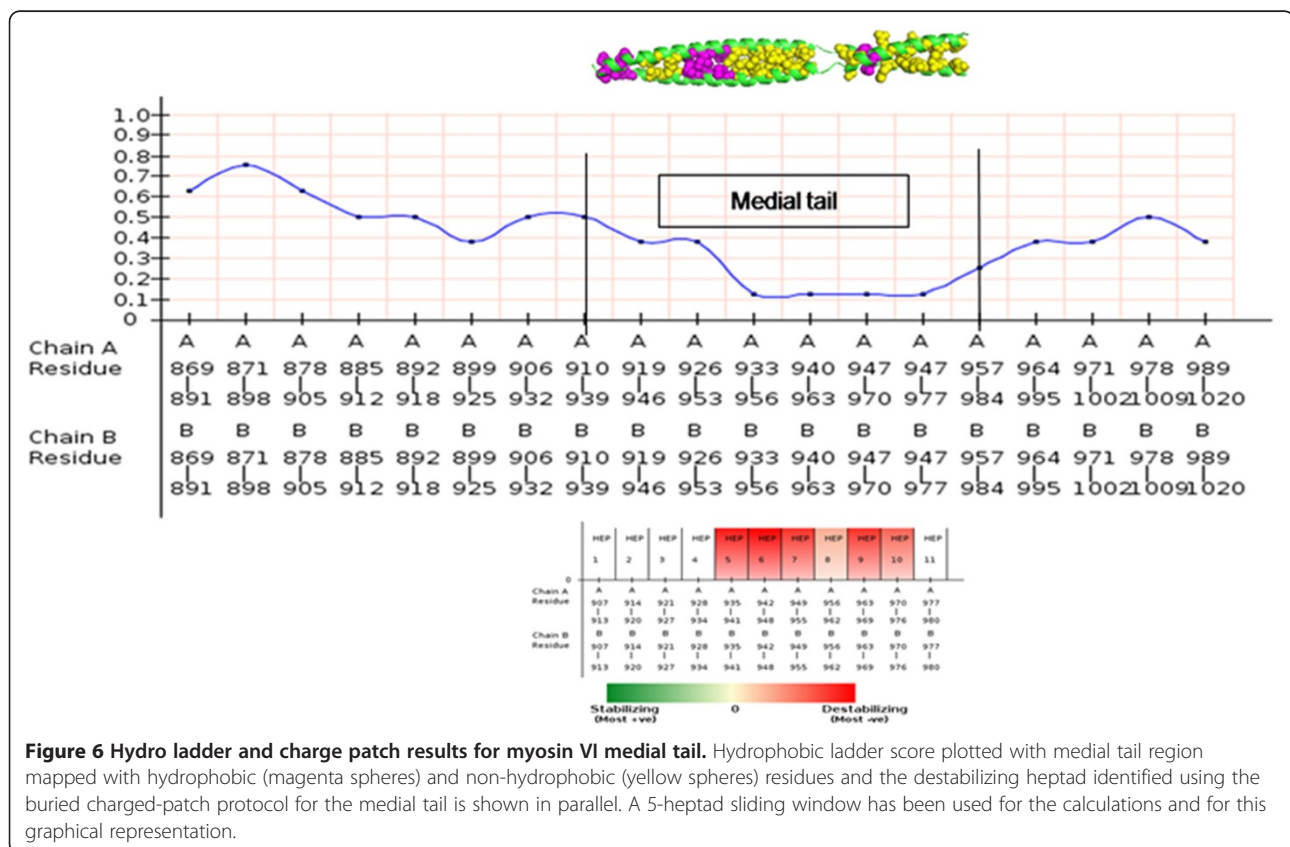 1.0
0.9
0.8
0.7
0.6
0.5
0.4
0.3
0.2
0.1
0
Medial tail
A A A A A A A A A A A A A A A A A A A
Chain A
Residue
869 871 878 885 892 899 906 910 919 926 933 940 947 947 957 964 971 978 989
891 898 905 912 918 925 932 939 946 953 956 963 970 977 984 995 1002 1009 1020
B B B B B B B B B B B B B B B B B B B
Chain B
Residue
869 871 878 885 892 899 906 910 919 926 933 940 947 947 957 964 971 978 989
891 898 905 912 918 925 932 939 946 953 956 963 970 977 984 995 1002 1009 1020
HEP HEP HEP HEP HEP HEP HEP HEP HEP HEP HEP
1 2 3 4 5 6 7 8 9 10 11
0
Chain A A A A A A A A A A A A
Residue 907 914 921 928 935 942 949 956 963 970 977
913 920 927 934 941 948 955 962 969 976 980
Chain B B B B B B B B B B B B
Residue 907 914 921 928 935 942 949 956 963 970 977
913 920 927 934 941 948 955 962 969 976 980
Stabilizing 0 Destabilizing
(Most +ve) (Most -ve)
Figure 6 Hydro ladder and charge patch results for myosin VI medial tail. Hydrophobic ladder score plotted with medial tail region
mapped with hydrophobic (magenta spheres) and non-hydrophobic (yellow spheres) residues and the destabilizing heptad identified using the
buried charged-patch protocol for the medial tail is shown in parallel. A 5-heptad sliding window has been used for the calculations and for this
graphical representation.